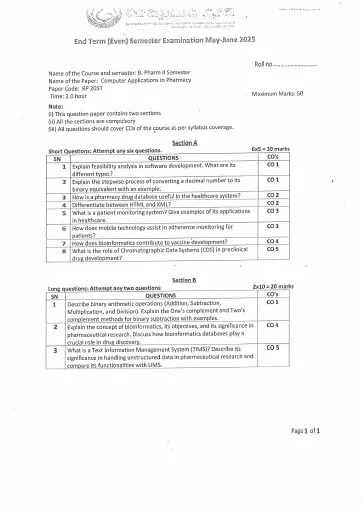 End Term (Even) Semester Examination May-June 2025
Roll no...................
Name of the Course and semester: B. Pharm II Semester
Name of the Paper: Computer Applications in Pharmacy
Paper Code: BP 205T
Time: 2.0 hour
Maximum Marks: 50
Note:
(i) This question paper contains two sections
(ii) All the sections are compulsory
(iii) All questions should cover COs of the course as per syllabus coverage.
Section A
Short Questions: Attempt any six questions. 6x5 = 30 marks
SN QUESTIONS CO's
1 Explain feasibility analysis in software development. What are its CO 1
different types?
2 Explain the stepwise process of converting a decimal number to its CO 1
binary equivalent with an example.
3 How is a pharmacy drug database useful in the healthcare system? CO 2
4 Differentiate between HTML and XML? CO 2
5 What is a patient monitoring system? Give examples of its applications CO 3
in healthcare.
6 How does mobile technology assist in adherence monitoring for CO 3
patients?
7 How does bioinformatics contribute to vaccine development? CO 4
8 What is the role of Chromatographic Data Systems (CDS) in preclinical CO 5
drug development?
Section B
Long questions: Attempt any two questions 2x10 = 20 marks
SN QUESTIONS CO's
1 Describe binary arithmetic operations (Addition, Subtraction, CO 1
Multiplication, and Division). Explain the One's complement and Two's
complement methods for binary subtraction with examples.
2 Explain the concept of bioinformatics, its objectives, and its significance in CO 4
pharmaceutical research. Discuss how bioinformatics databases play a
crucial role in drug discovery.
3 What is a Text Information Management System (TIMS)? Describe its CO 5
significance in handling unstructured data in pharmaceutical research and
compare its functionalities with LIMS.
Page 1 of 1